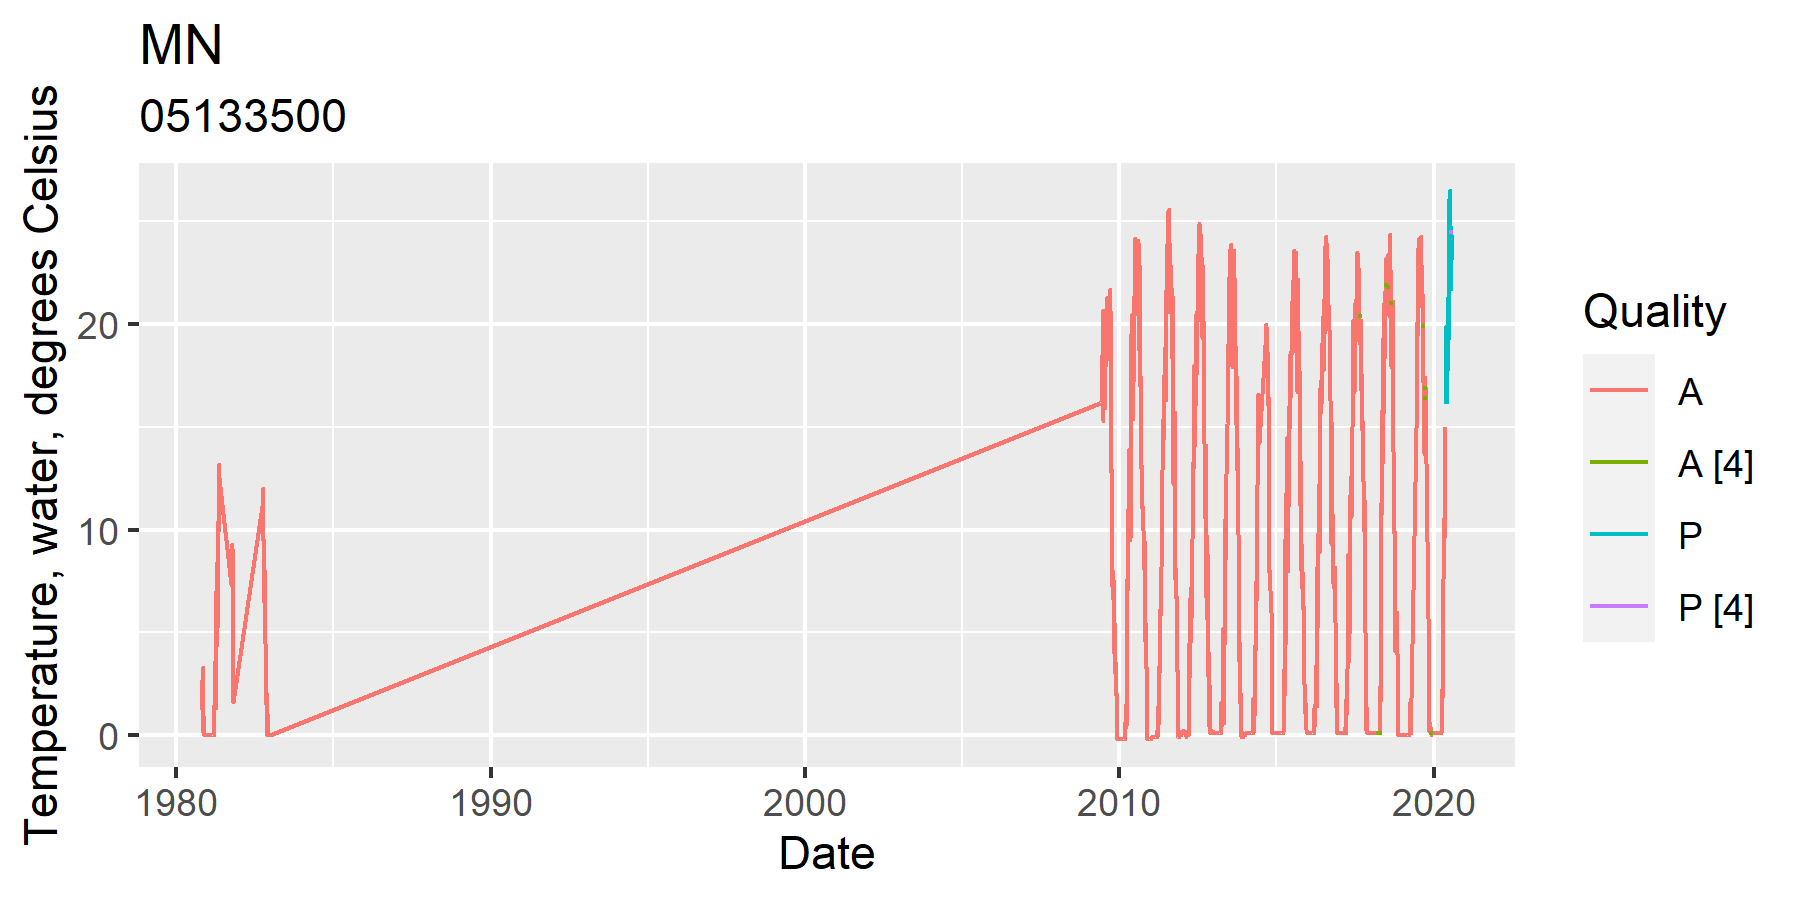 MN
05133500
Temperature, water, degrees Celsius
20
10
0
1980 1990 2000 2010 2020
Date
Quality
A
A [4]
P
P [4]